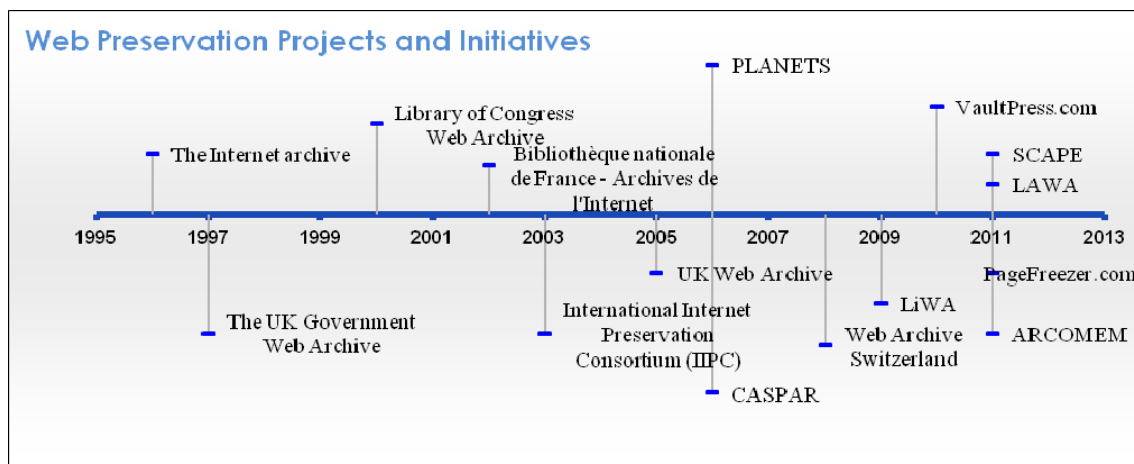 Web Preservation Projects and Initiatives
PLANETS
VaultPress.com
Library of Congress
Web Archive
The Internet archive
Bibliothèque nationale
de France - Archives de
l'Internet
SCAPE
LAWA
1995
1997
1999
2001
2003
2005
2007
2009
2011
2013
UK Web Archive
PageFreezer.com
The UK Government
Web Archive
International Internet
Preservation
Consortium (IIPC)
LiWA
Web Archive
Switzerland
ARCOMEM
CASPAR